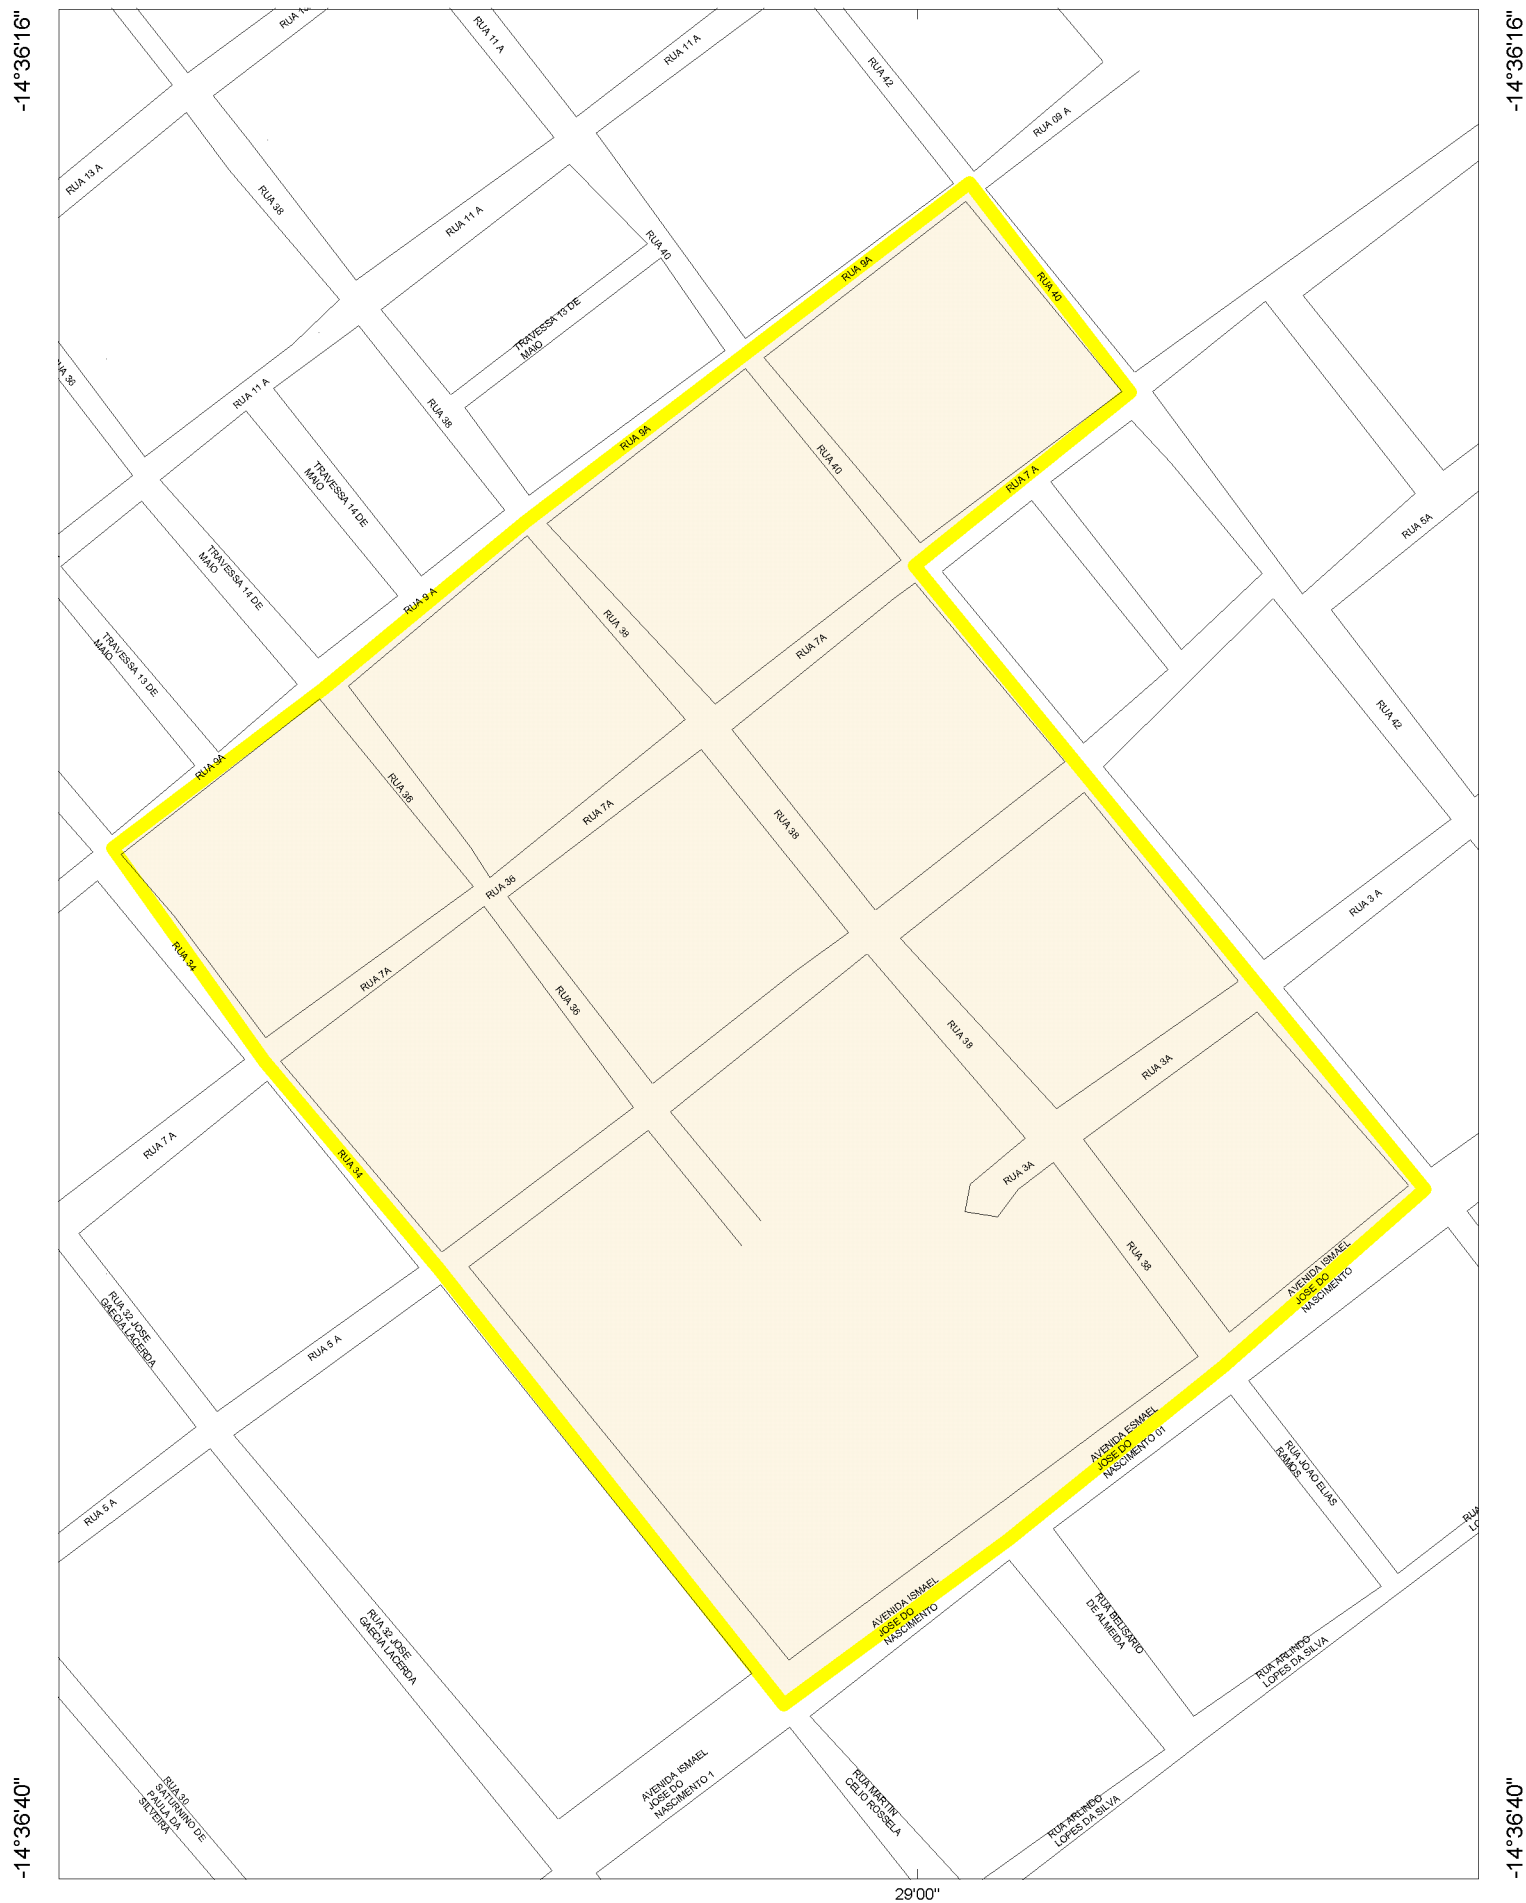 -14°36'16"
-14°36'16"
RUA 11 A
RUA 11 A
RUA 42
RUA 09 A
RUA 13 A
RUA 38
RUA 11 A
RUA 40
RUA 9A
RUA 40
TRAVESSA 13 DE
MAIO
RUA 11 A
RUA 38
RUA 9A
RUA 40
RUA 7 A
TRAVESSA 14 DE
MAIO
RUA 5A
TRAVESSA 14 DE
MAIO
RUA 9 A
RUA 38
RUA 7A
TRAVESSA 13 DE
MAIO
RUA 42
RUA 9A
RUA 36
RUA 7A
RUA 38
RUA 36
RUA 3 A
RUA 34
RUA 7A
RUA 36
RUA 38
RUA 3A
RUA 7 A
RUA 34
RUA 3A
RUA 38
AVENIDA ISMAEL
JOSE DO
NASCIMENTO
RUA 32 JOSE
GAECIA LACERDA
RUA 5 A
AVENIDA ESMAEL
JOSE DO
NASCIMENTO 01
RUA JOAO ELIAS
RAMOS
RUA 5 A
AVENIDA ISMAEL
JOSE DO
NASCIMENTO
RUA BELISARIO
DE ALMEIDA
RUA 32 JOSE
GAECIA LACERDA
RUA ARLINDO
LOPES DA SILVA
AVENIDA ISMAEL
JOSE DO
NASCIMENTO 1
RUA 30
SATURNINO DE
PAULA DA
SILVEIRA
RUA MARTIN
CELIO ROSSELA
RUA ARLINDO
LOPES DA SILVA
-14°36'40"
-14°36'40"
29'00"